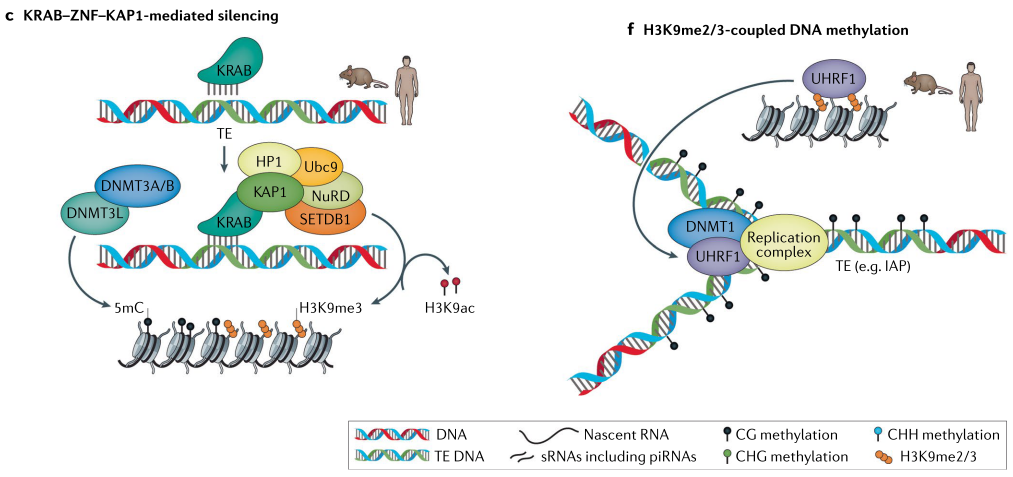 c KRAB–ZNF–KAP1-mediated silencing
KRAB
TE
HP1
Ubc9
KAP1
NuRD
SETDB1
KRAB
DNMT3A/B
DNMT3L
5mC
H3K9me3
H3K9ac
f H3K9me2/3-coupled DNA methylation
UHRF1
DNMT1
UHRF1
Replication
complex
TE (e.g. IAP)
DNA
Nascent RNA
CG methylation
CHH methylation
TE DNA
sRNAs including piRNAs
CHG methylation
H3K9me2/3